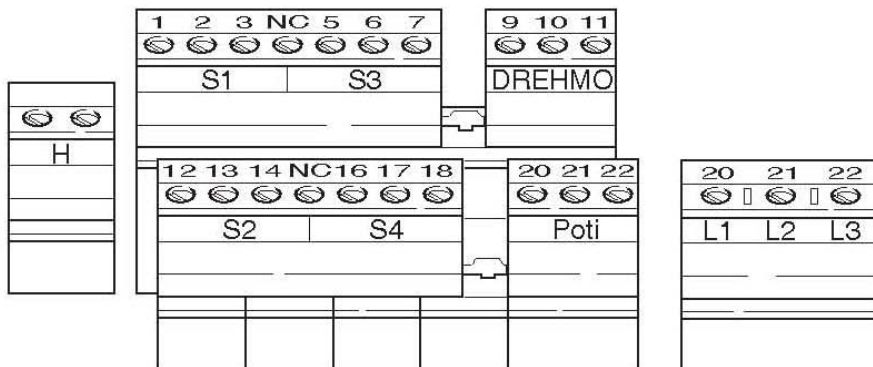 1 2 3 NC 5 6 7
S1 S3
9 10 11
DREHMO
H
12 13 14 NC 16 17 18
S2 S4
20 21 22
Poti
20 21 22
L1 L2 L3